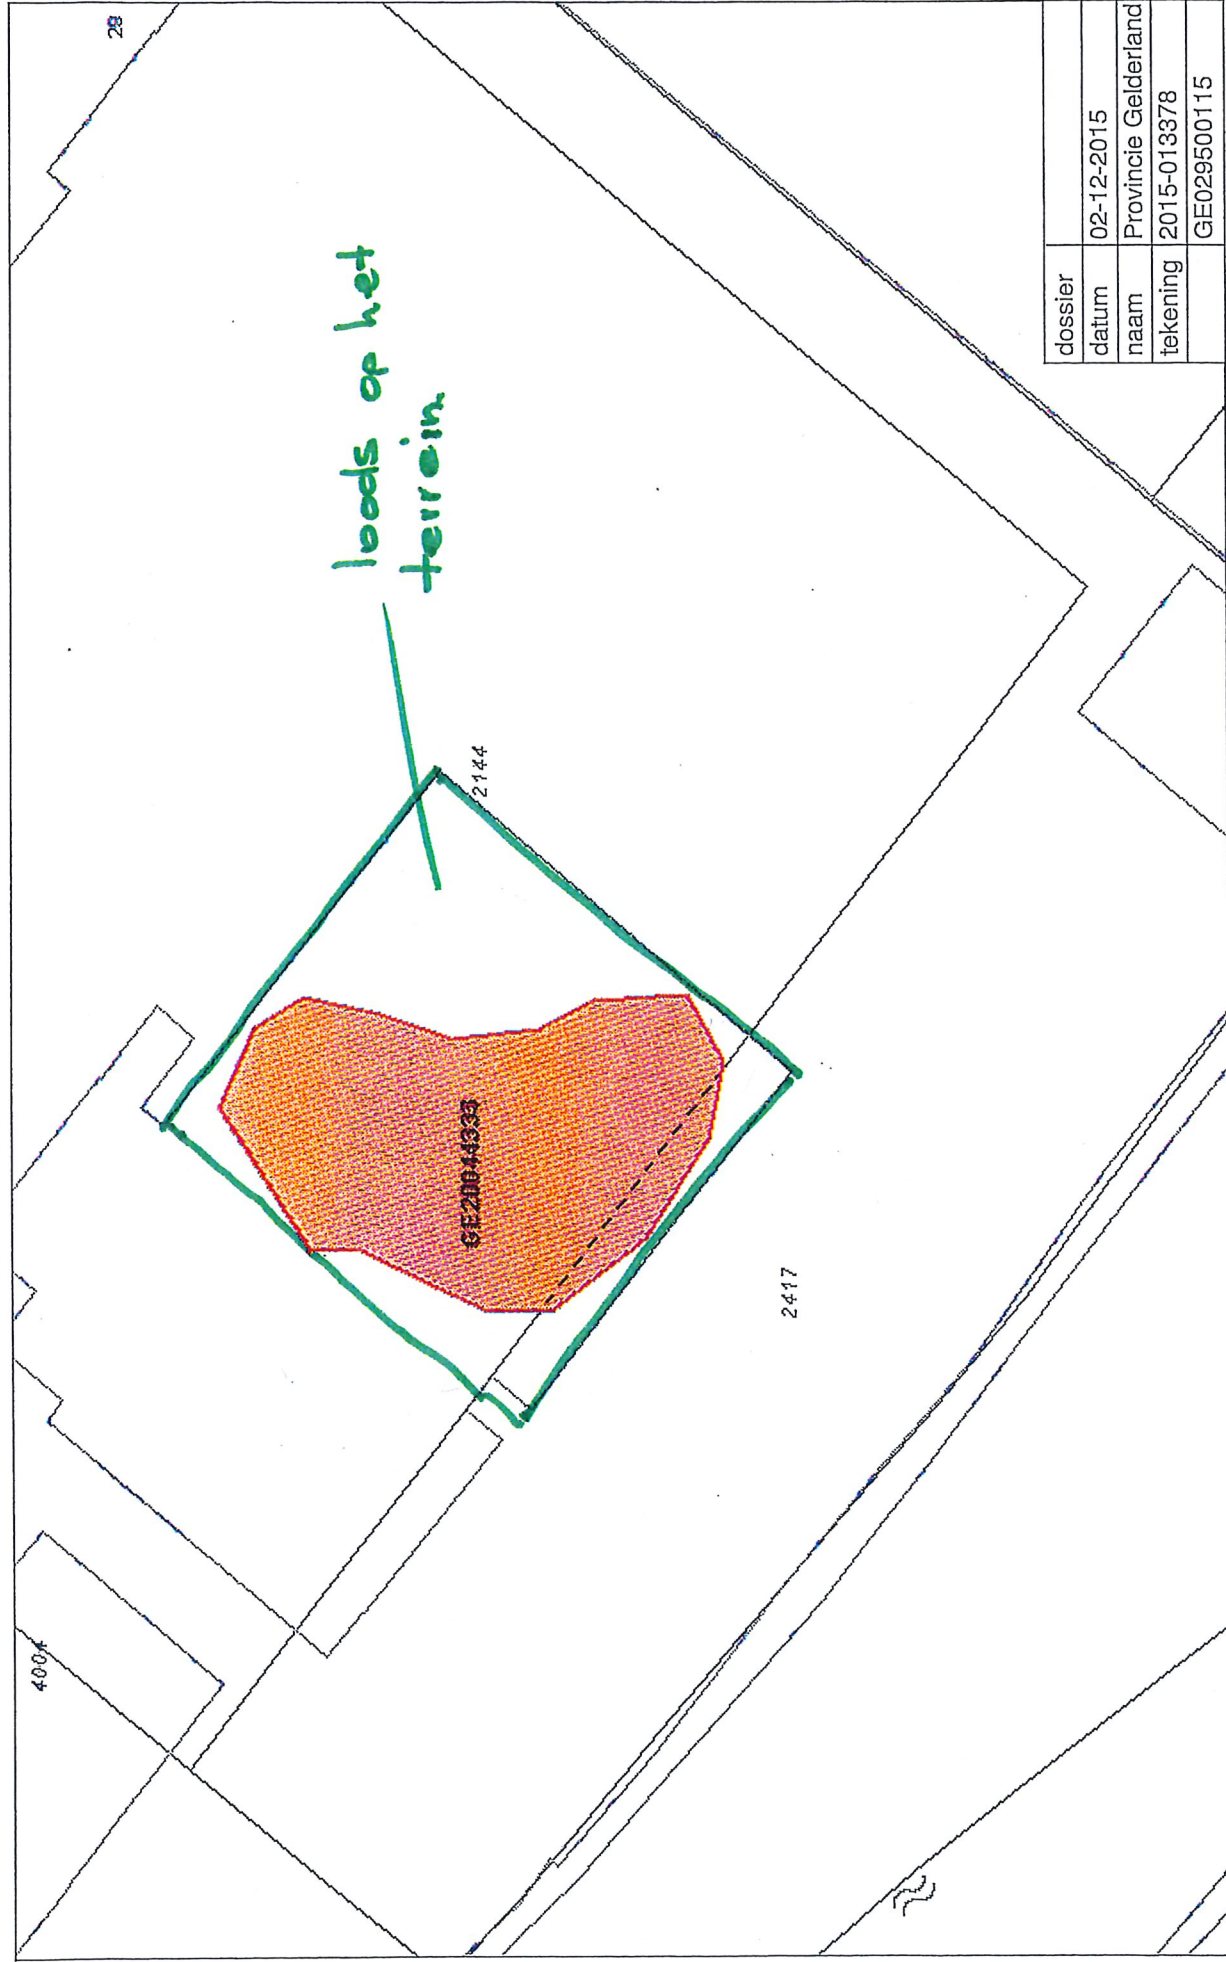 28
loods op het
terrein.
2144
GE20044333
2417
4004
dossier
datum 02-12-2015
naam Provincie Gelderland
tekening 2015-013378
GE029500115